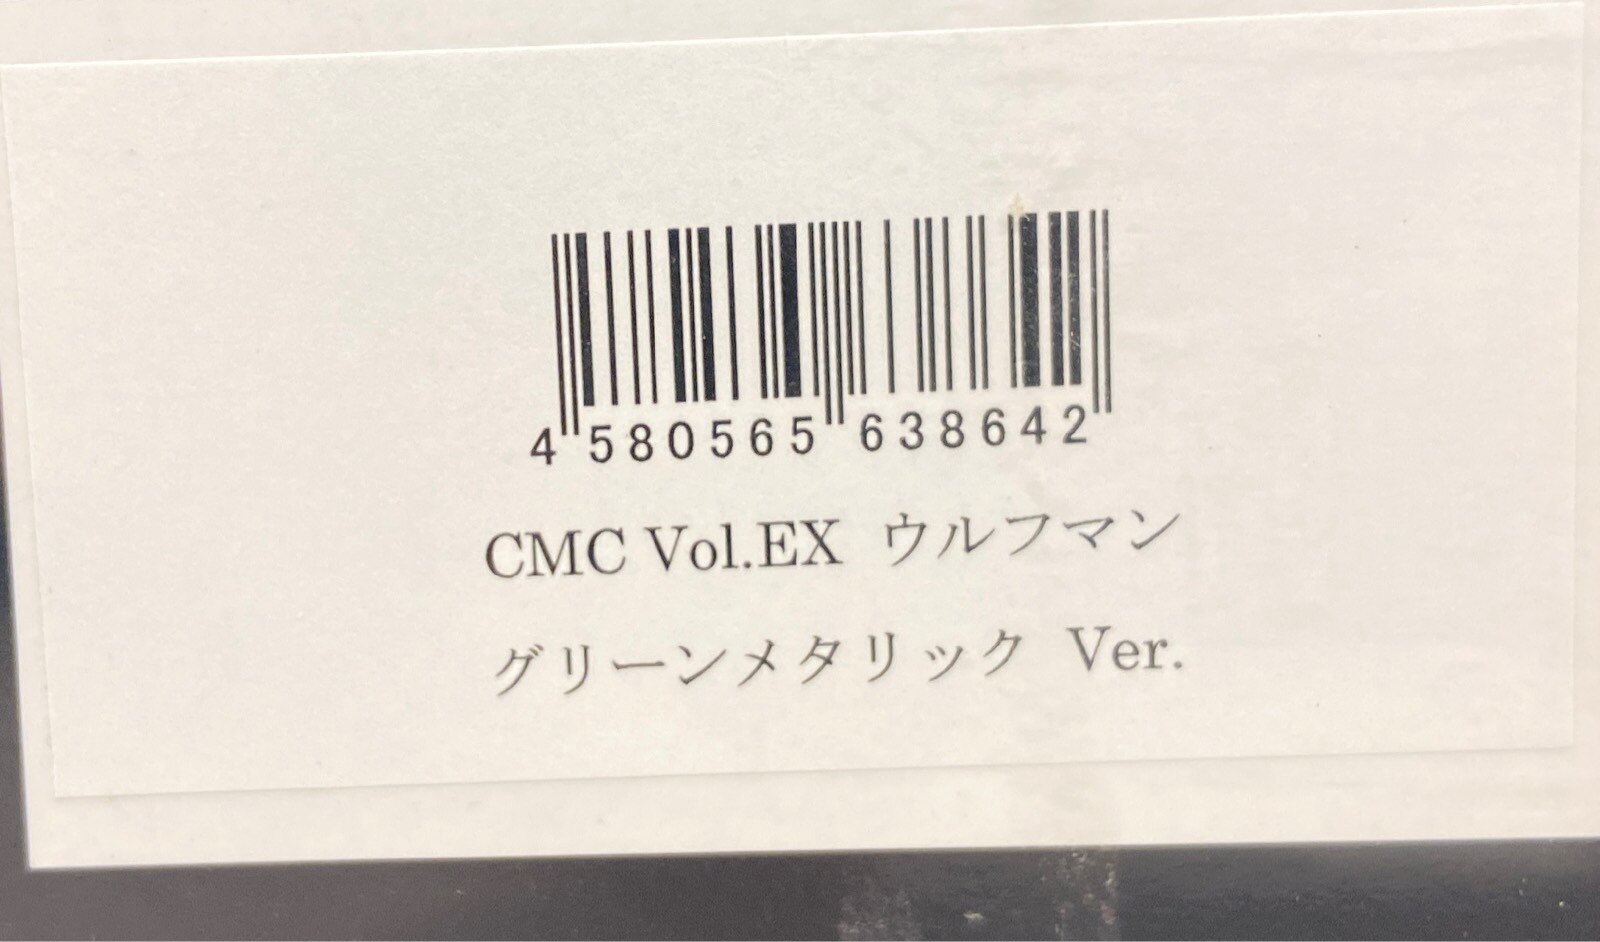 4 580565 638642
CMC Vol.EX ウルフマン
グリーンメタリック Ver.